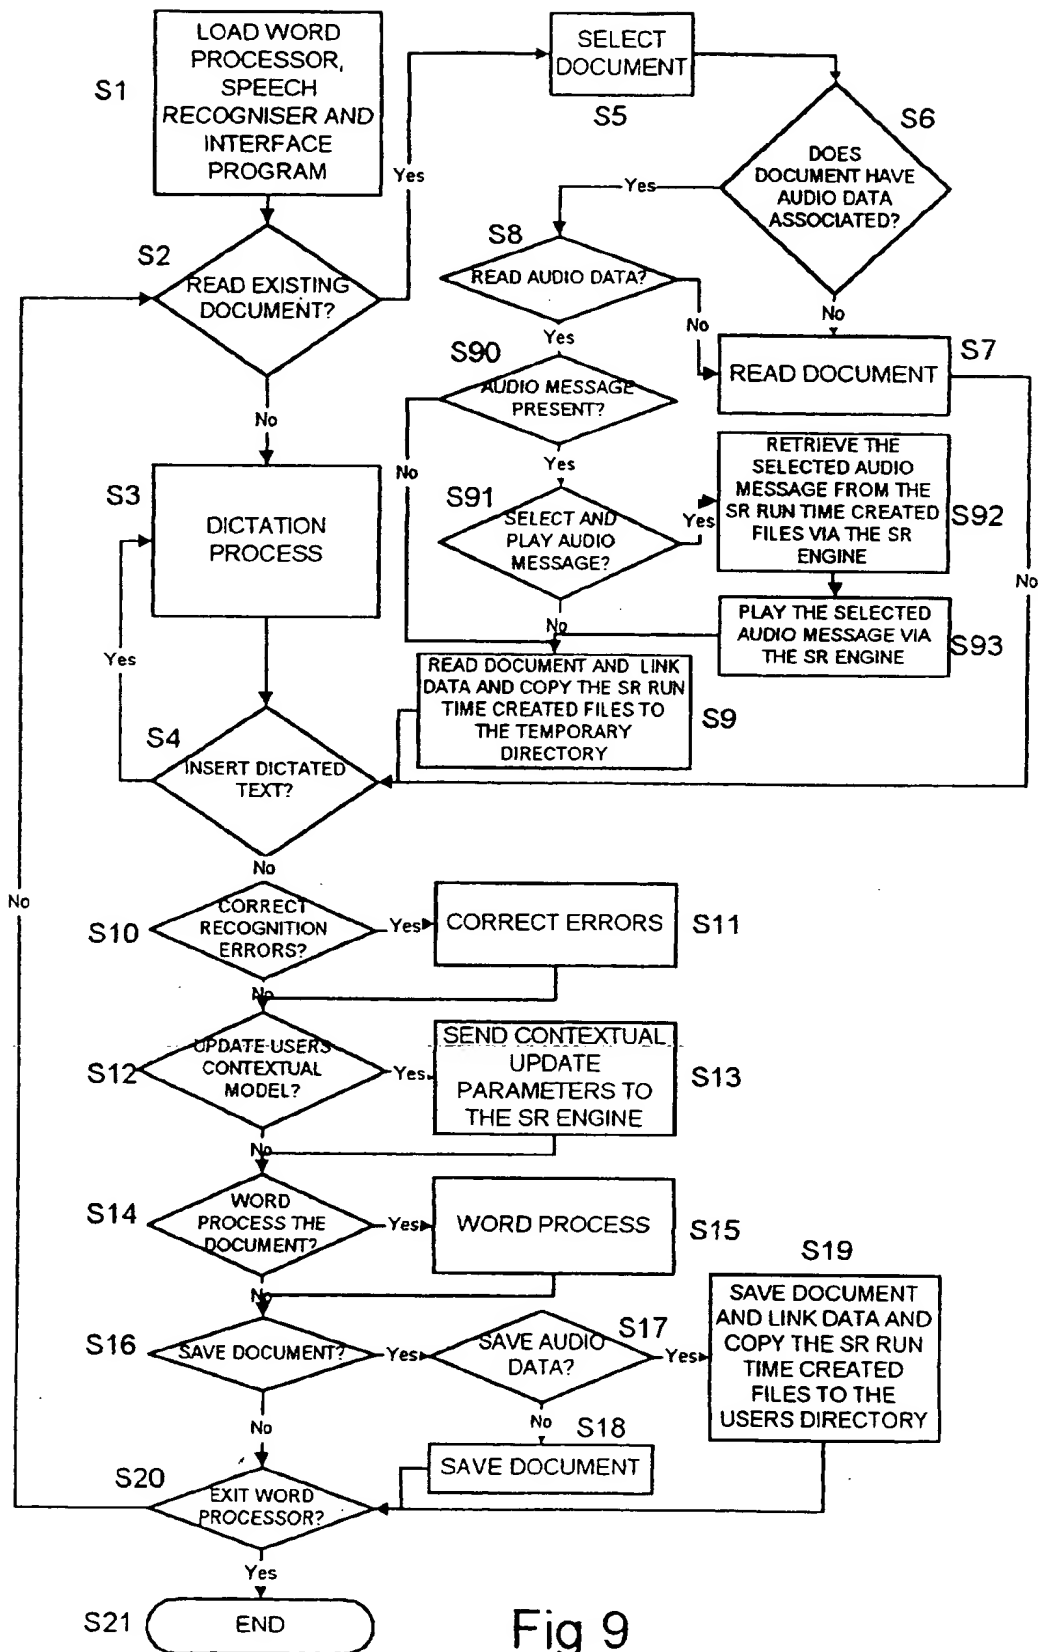 S1
LOAD WORD
PROCESSOR,
SPEECH
RECOGNISER AND
INTERFACE
PROGRAM
SELECT
DOCUMENT
S5
S6
DOES
DOCUMENT HAVE
AUDIO DATA
ASSOCIATED?
Yes
Yes
S2
READ EXISTING
DOCUMENT?
S8
READ AUDIO DATA?
No
No
S7
READ DOCUMENT
Yes
S90
AUDIO MESSAGE
PRESENT?
No
No
Yes
S91
SELECT AND
PLAY AUDIO
MESSAGE?
Yes
RETRIEVE THE
SELECTED AUDIO
MESSAGE FROM THE
SR RUN TIME CREATED
FILES VIA THE SR
ENGINE
S92
S3
DICTATION
PROCESS
No
No
PLAY THE SELECTED
AUDIO MESSAGE VIA
THE SR ENGINE
S93
Yes
READ DOCUMENT AND LINK
DATA AND COPY THE SR RUN
TIME CREATED FILES TO
THE TEMPORARY
DIRECTORY
S9
S4
INSERT DICTATED
TEXT?
No
No
S10
CORRECT
RECOGNITION
ERRORS?
Yes
CORRECT ERRORS
S11
No
S12
UPDATE USERS
CONTEXTUAL
MODEL?
Yes
SEND CONTEXTUAL
UPDATE
PARAMETERS TO
THE SR ENGINE
S13
No
S14
WORD
PROCESS THE
DOCUMENT?
Yes
WORD PROCESS
S15
No
S16
SAVE DOCUMENT?
Yes
SAVE AUDIO
DATA?
S17
Yes
S19
SAVE DOCUMENT
AND LINK DATA AND
COPY THE SR RUN
TIME CREATED
FILES TO THE
USERS DIRECTORY
No
No
S18
SAVE DOCUMENT
S20
EXIT WORD
PROCESSOR?
Yes
S21
END
Fig 9